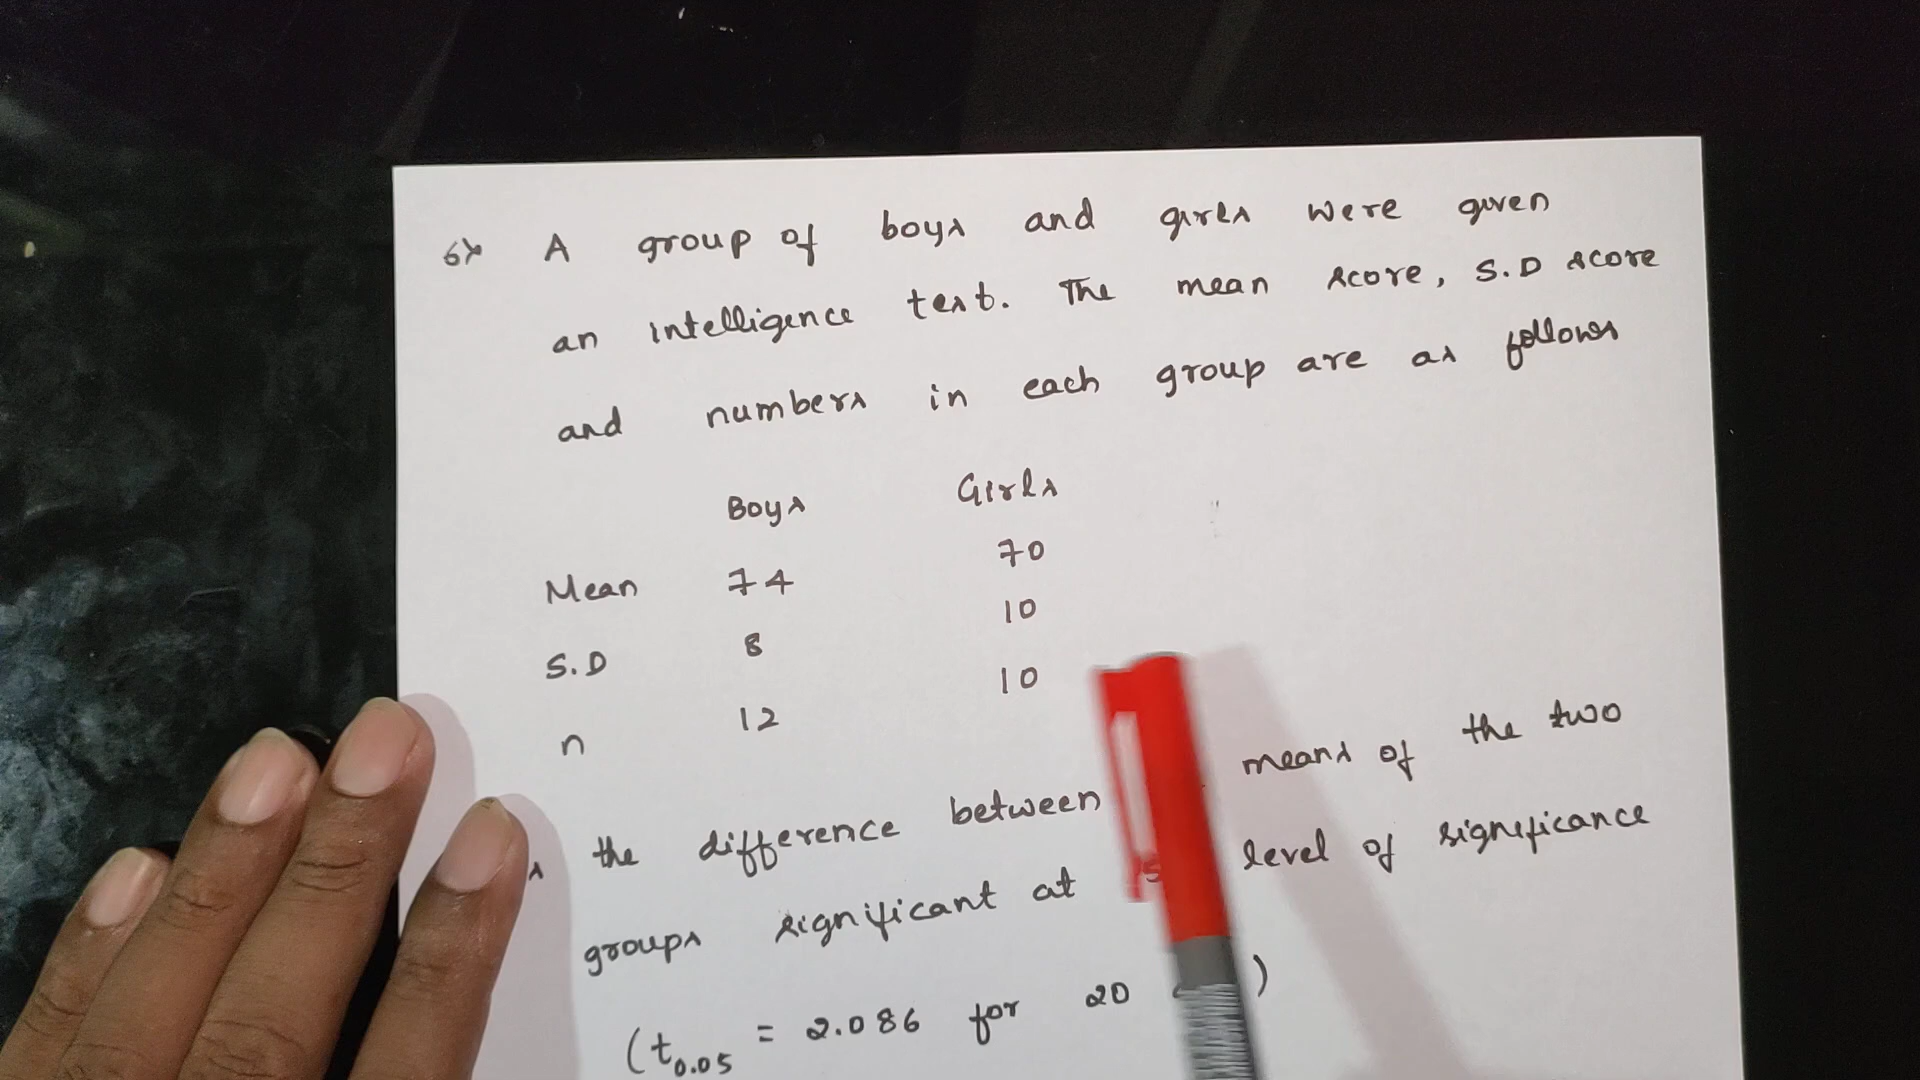 6> A group of boys and girls were given
an intelligence test. The mean score, S.D score
and numbers in each group are as follows
Boys Girls
Mean 74 70
S.D 8 10
n 12 10
the difference between means of the two
groups significant at level of significance
(t0.05 = 2.086 for 20 )